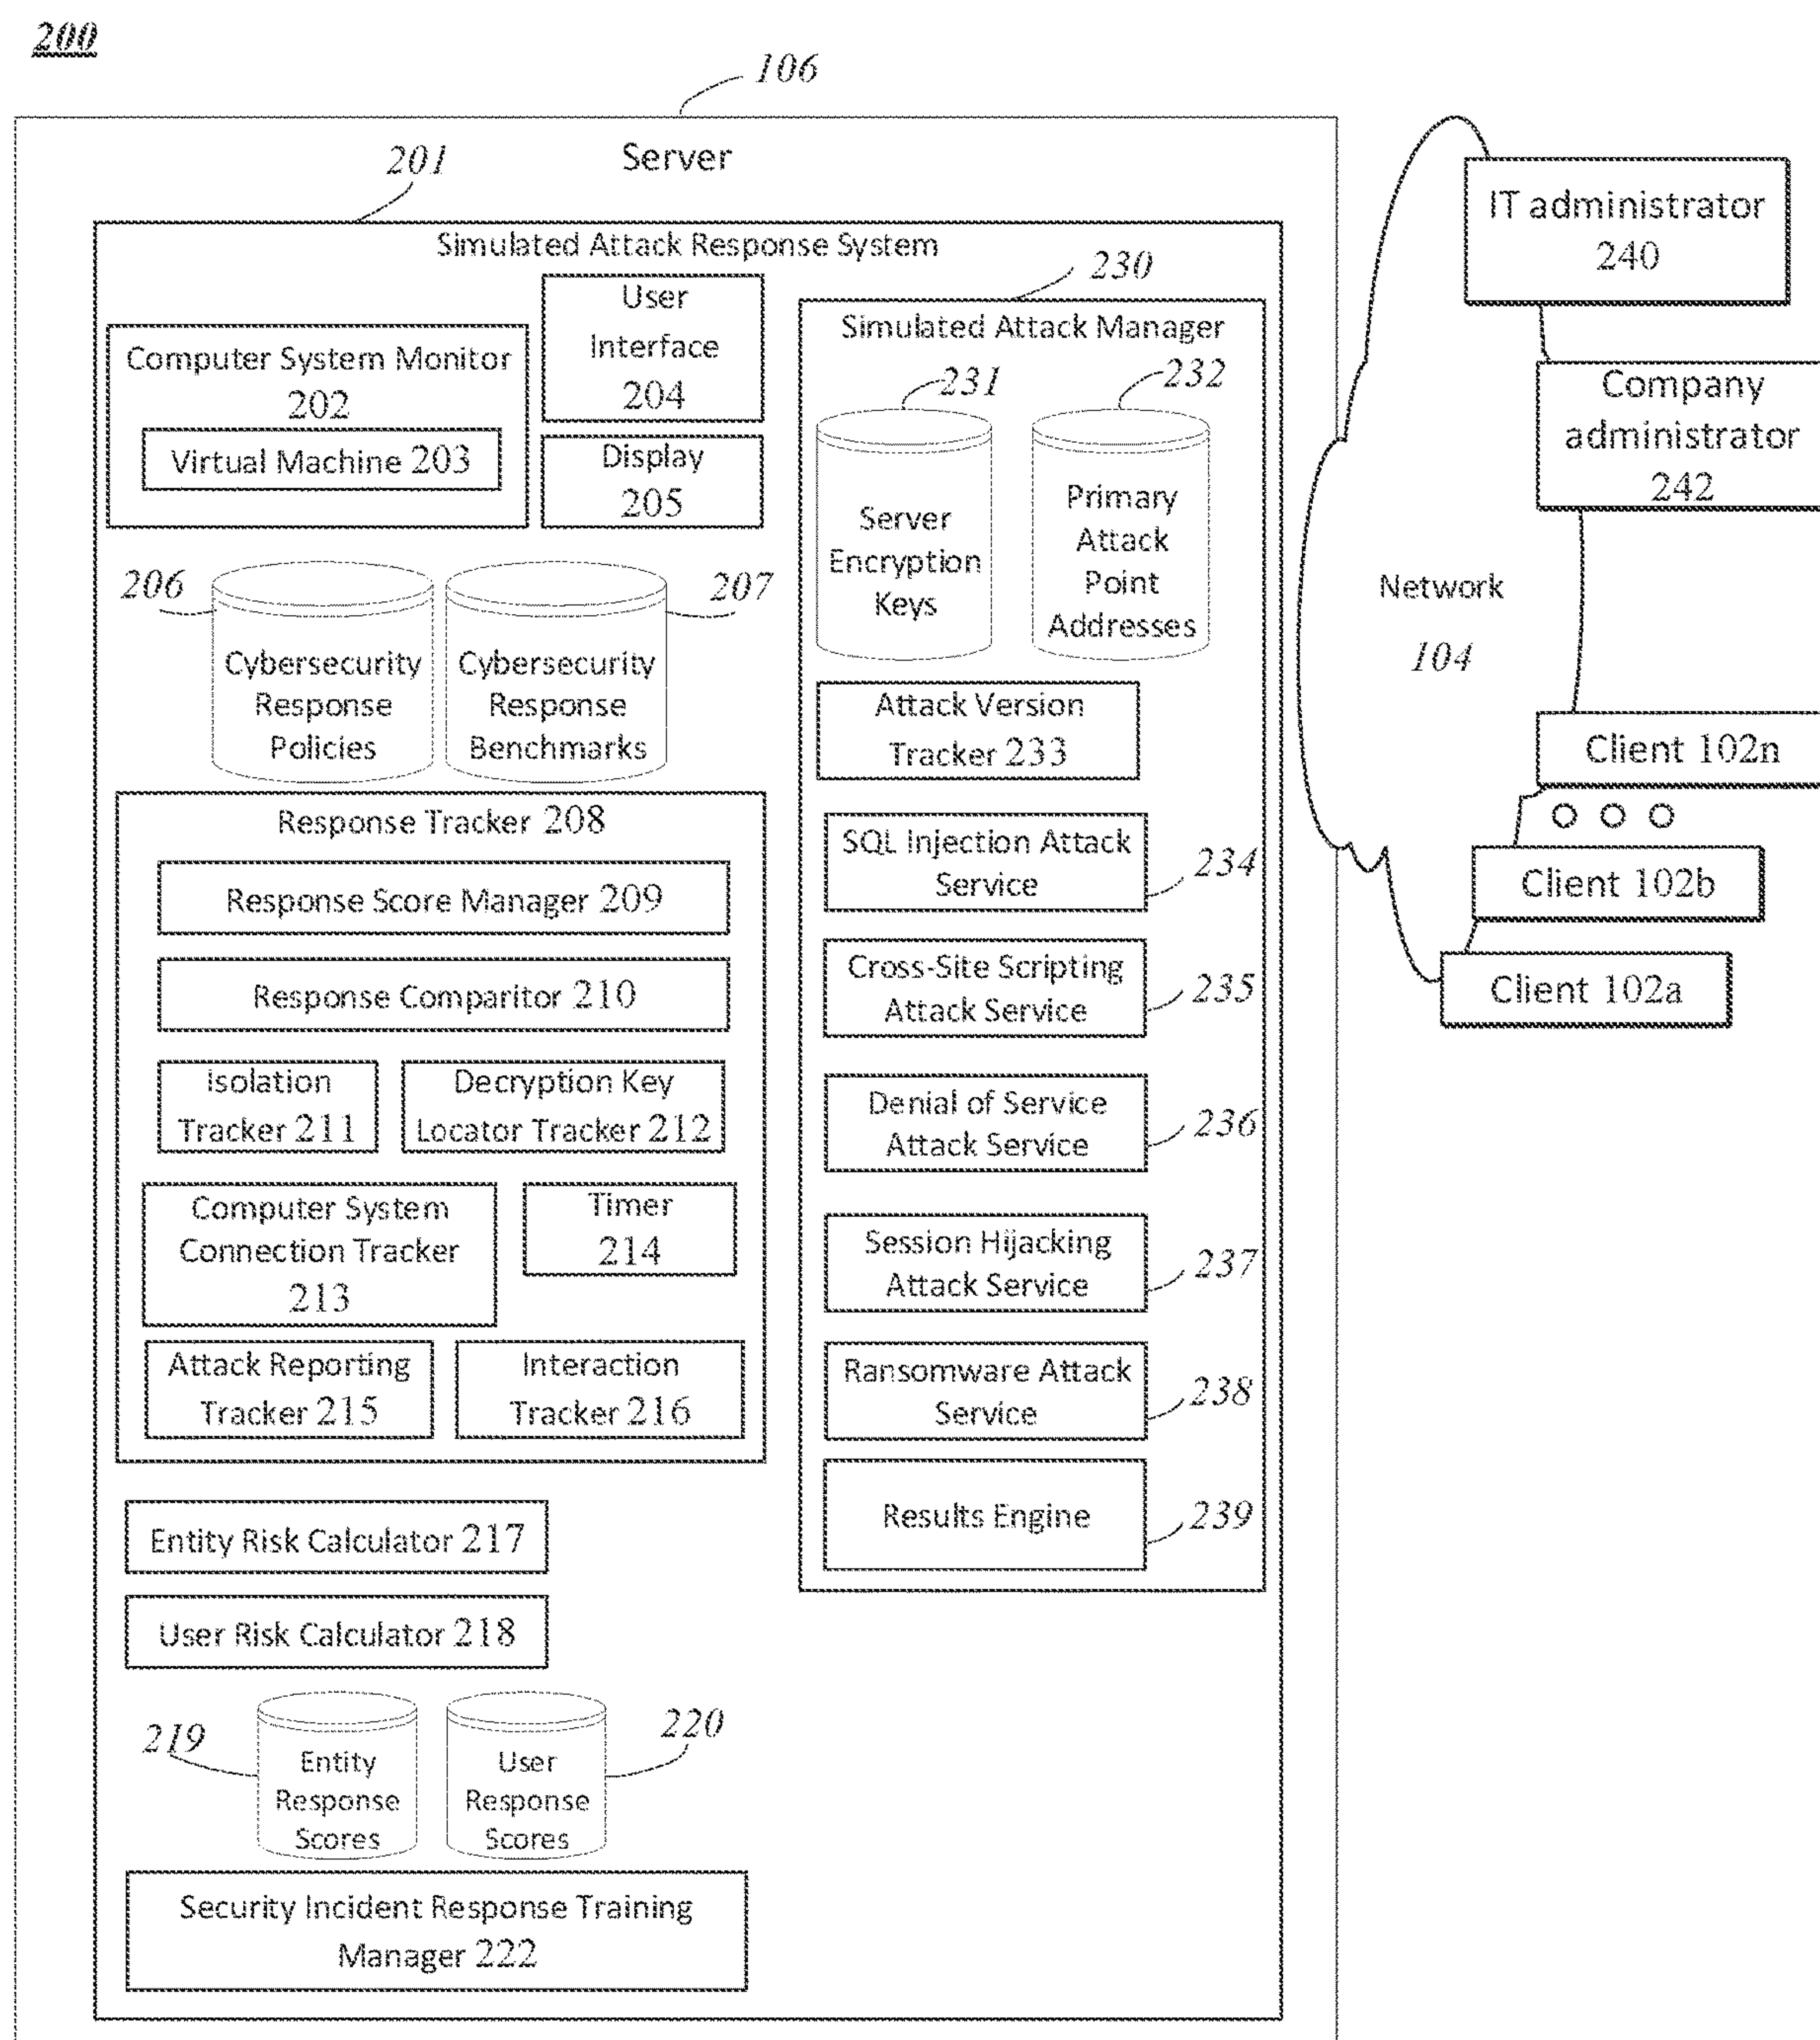 200
106
Server
201
Simulated Attack Response System
Computer System Monitor
202
Virtual Machine 203
User
Interface
204
Display
205
206
Cybersecurity
Response
Policies
207
Cybersecurity
Response
Benchmarks
Response Tracker 208
Response Score Manager 209
Response Comparitor 210
Isolation
Tracker 211
Decryption Key
Locator Tracker 212
Computer System
Connection Tracker
213
Timer
214
Attack Reporting
Tracker 215
Interaction
Tracker 216
Entity Risk Calculator 217
User Risk Calculator 218
219
Entity
Response
Scores
220
User
Response
Scores
Security Incident Response Training
Manager 222
230
Simulated Attack Manager
231
Server
Encryption
Keys
232
Primary
Attack
Point
Addresses
Attack Version
Tracker 233
SQL Injection Attack
Service
234
Cross-Site Scripting
Attack Service
235
Denial of Service
Attack Service
236
Session Hijacking
Attack Service
237
Ransomware Attack
Service
238
Results Engine
239
Network
104
IT administrator
240
Company
administrator
242
Client 102n
Client 102b
Client 102a